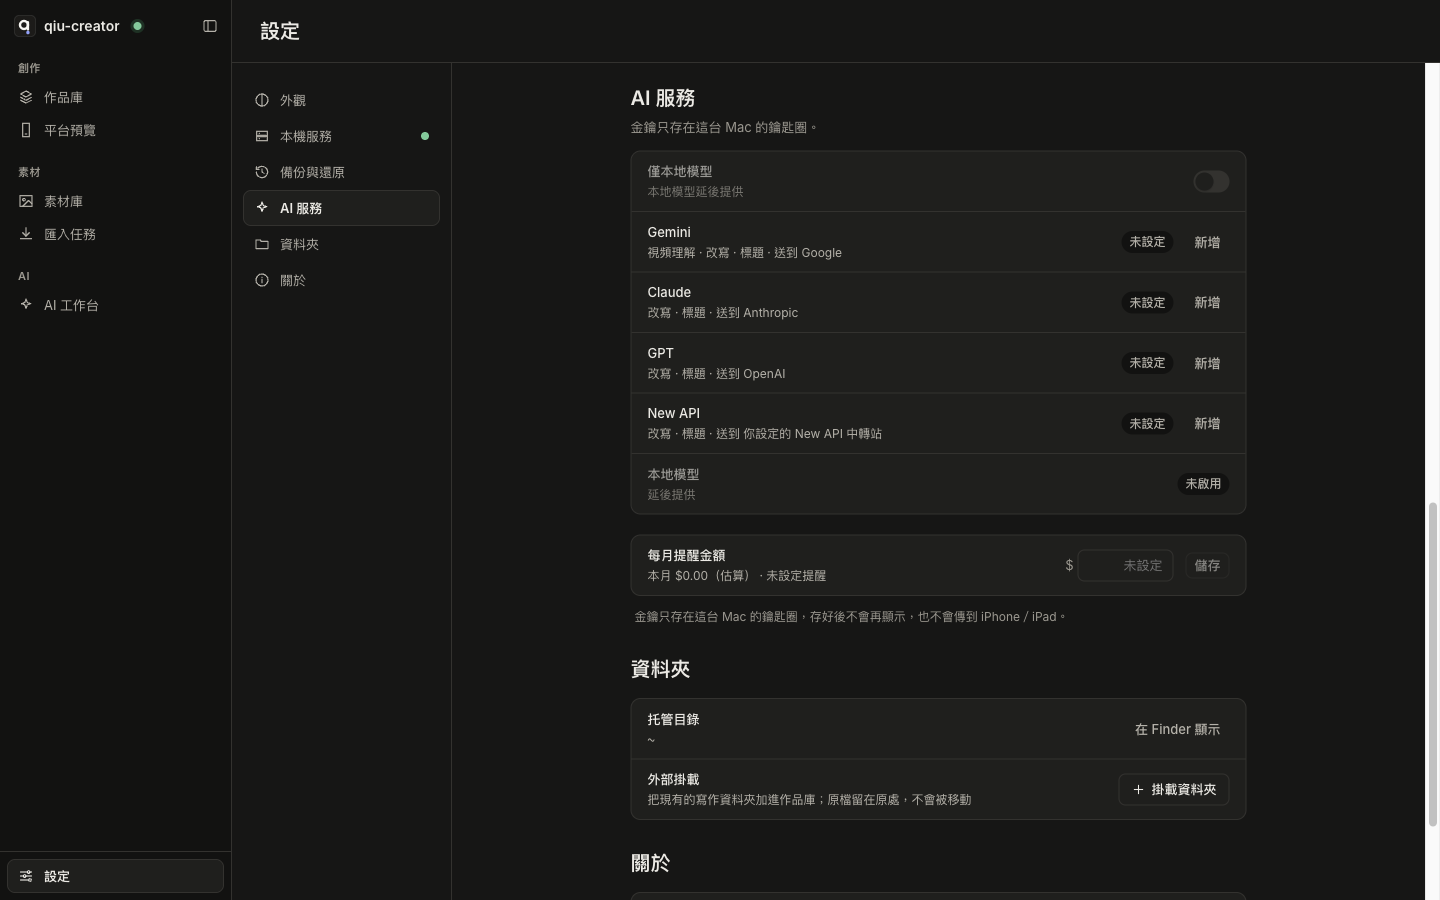 qiu-creator
創作
作品庫
平台預覽
素材
素材庫
匯入任務
AI
AI 工作台
設定
設定
外觀
本機服務
備份與還原
AI 服務
資料夾
關於
AI 服務
金鑰只存在這台 Mac 的鑰匙圈。
僅本地模型
本地模型延後提供
Gemini
視頻理解 · 改寫 · 標題 · 送到 Google
未設定
新增
Claude
改寫 · 標題 · 送到 Anthropic
未設定
新增
GPT
改寫 · 標題 · 送到 OpenAI
未設定
新增
New API
改寫 · 標題 · 送到 你設定的 New API 中轉站
未設定
新增
本地模型
延後提供
未啟用
每月提醒金額
本月 $0.00（估算） · 未設定提醒
$ 未設定
儲存
金鑰只存在這台 Mac 的鑰匙圈，存好後不會再顯示，也不會傳到 iPhone / iPad。
資料夾
托管目錄
~
在 Finder 顯示
外部掛載
把現有的寫作資料夾加進作品庫；原檔留在原處，不會被移動
掛載資料夾
關於